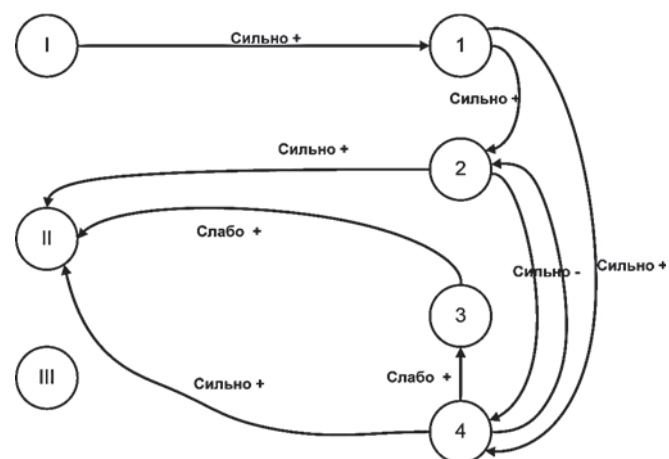 I
Сильно +
1
Сильно +
Сильно +
2
II
Слабо +
Сильно -
Сильно +
3
III
Сильно +
Слабо +
4